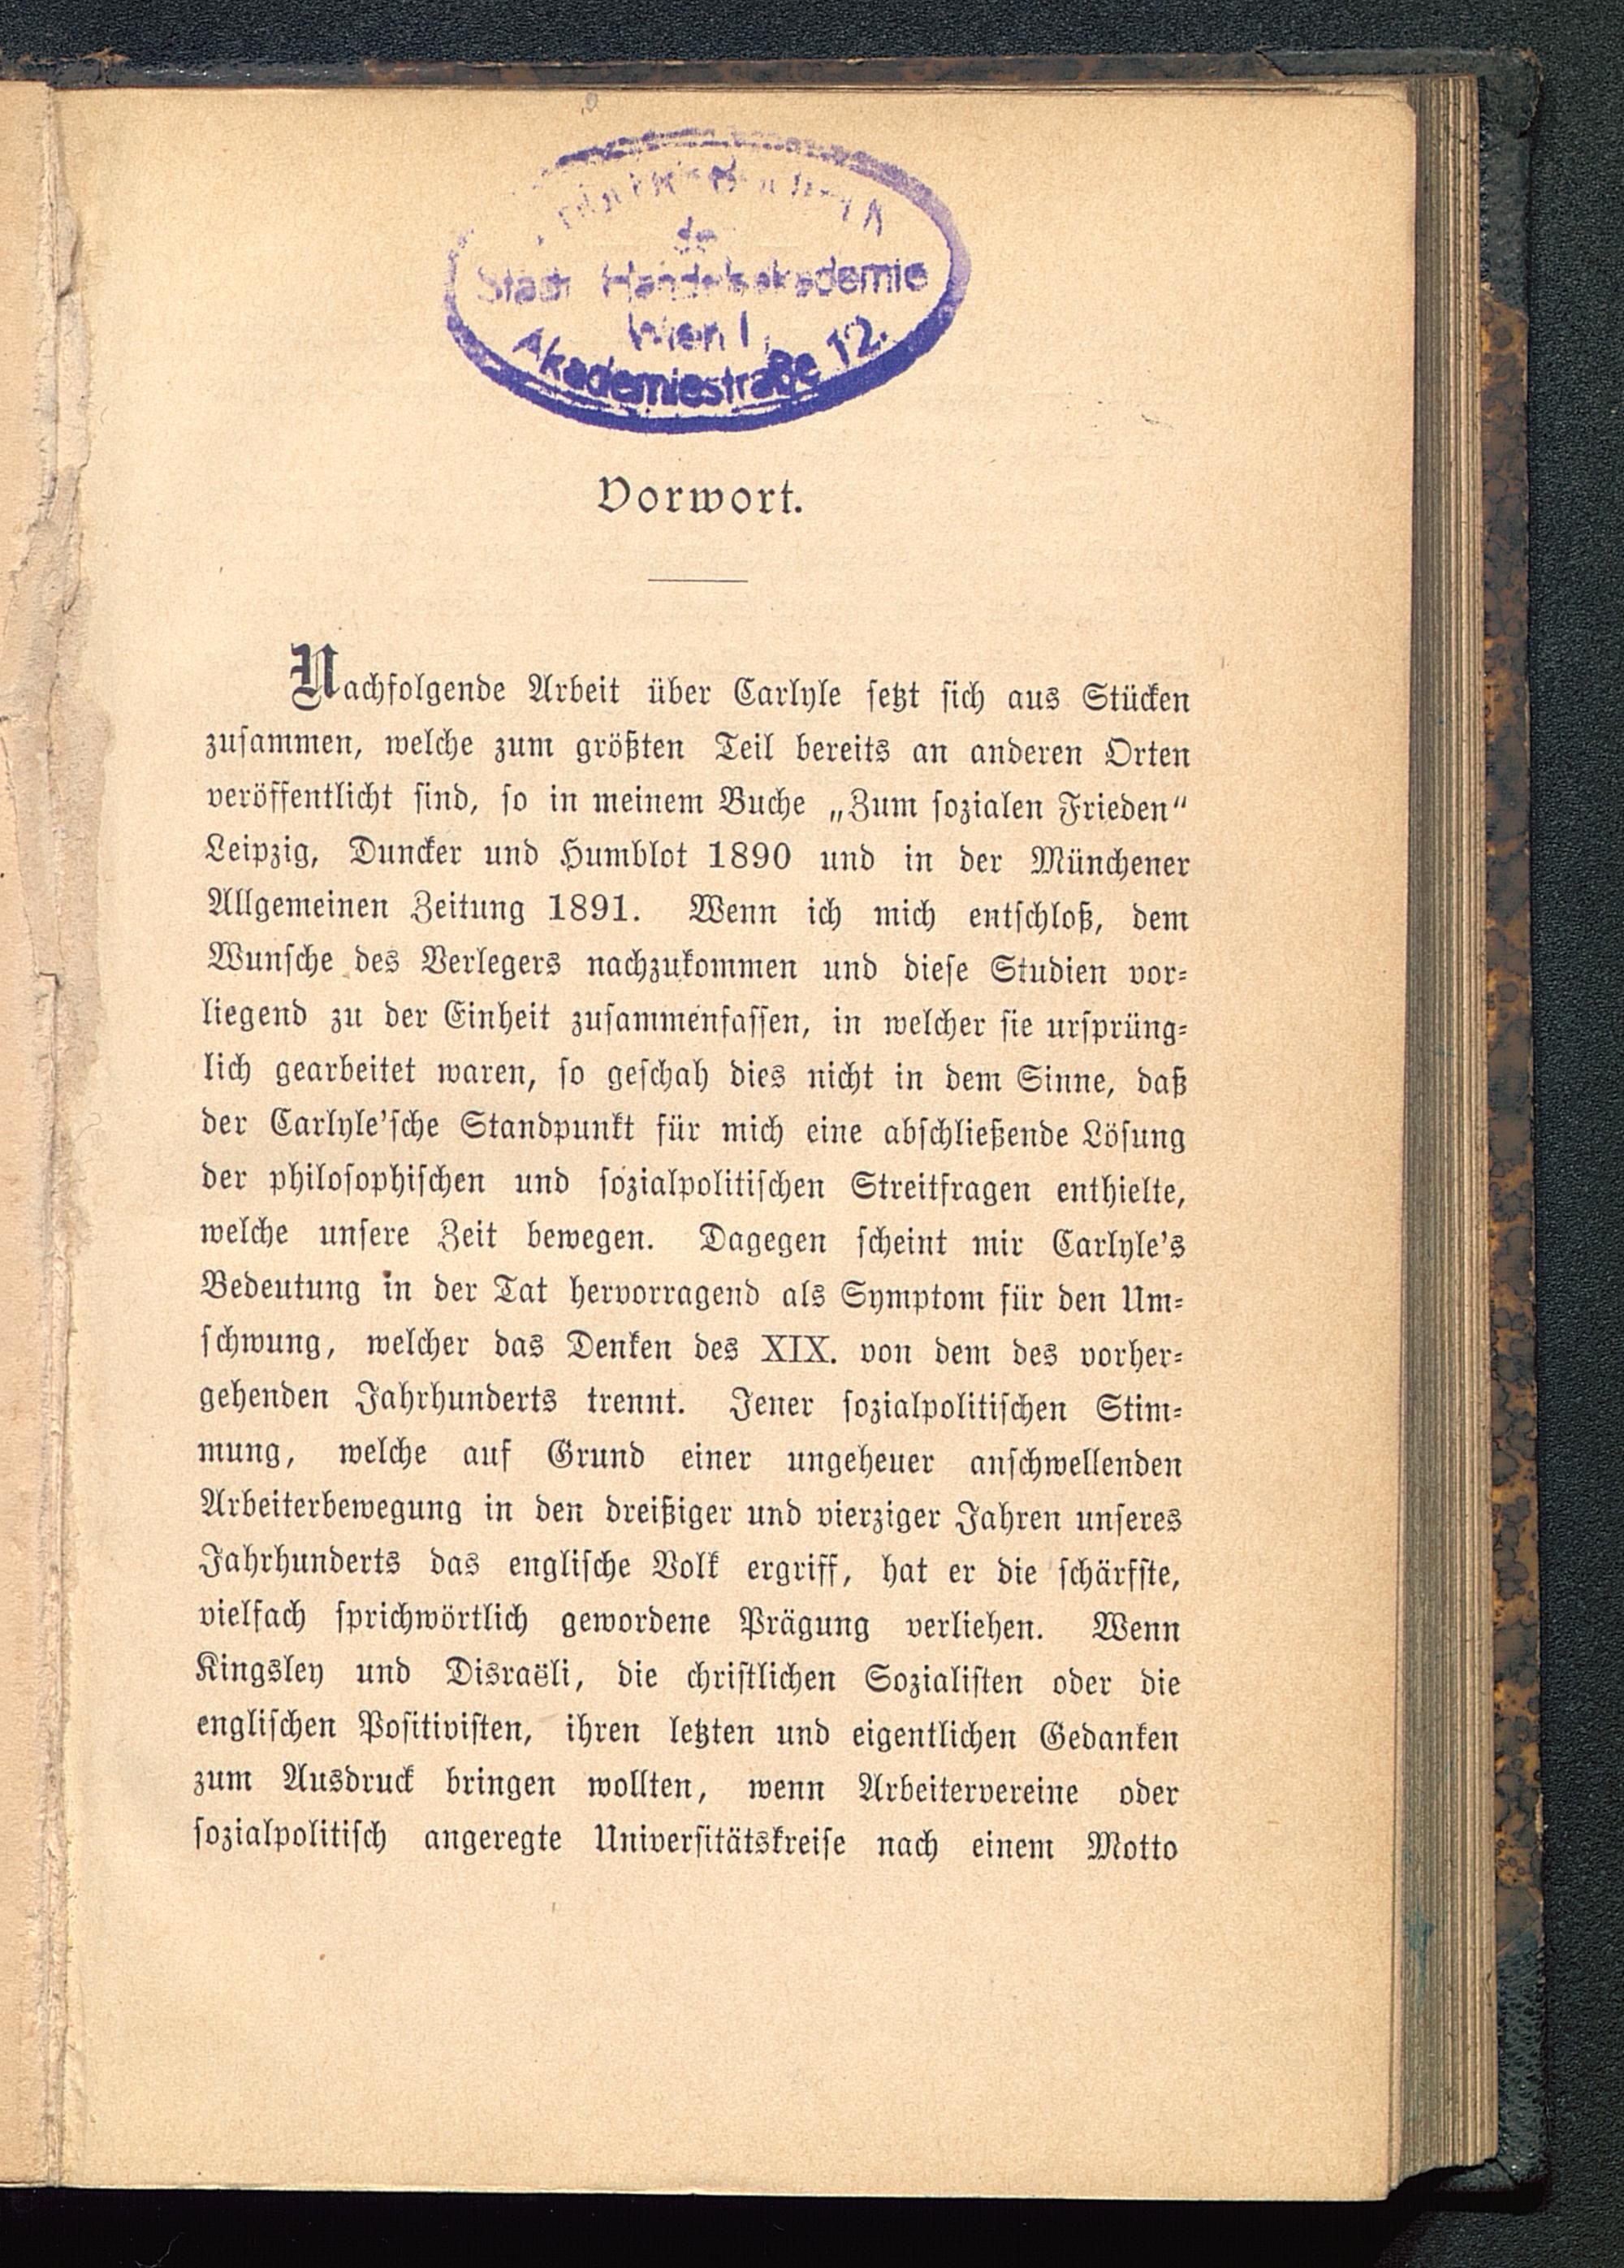 Staatl. Handelsakademie
Wien I,
Akademiestraße 12.
Vorwort.
Nachfolgende Arbeit über Carlyle setzt sich aus Stücken
zusammen, welche zum größten Teil bereits an anderen Orten
veröffentlicht sind, so in meinem Buche „Zum sozialen Frieden“
Leipzig, Duncker und Humblot 1890 und in der Münchener
Allgemeinen Zeitung 1891. Wenn ich mich entschloß, dem
Wunsche des Verlegers nachzukommen und diese Studien vor-
liegend zu der Einheit zusammenfassen, in welcher sie ursprüng-
lich gearbeitet waren, so geschah dies nicht in dem Sinne, daß
der Carlyle'sche Standpunkt für mich eine abschließende Lösung
der philosophischen und sozialpolitischen Streitfragen enthielte,
welche unsere Zeit bewegen. Dagegen scheint mir Carlyle's
Bedeutung in der Tat hervorragend als Symptom für den Um-
schwung, welcher das Denken des XIX. von dem des vorher-
gehenden Jahrhunderts trennt. Jener sozialpolitischen Stim-
mung, welche auf Grund einer ungeheuer anschwellenden
Arbeiterbewegung in den dreißiger und vierziger Jahren unseres
Jahrhunderts das englische Volk ergriff, hat er die schärfste,
vielfach sprichwörtlich gewordene Prägung verliehen. Wenn
Kingsley und Disraëli, die christlichen Sozialisten oder die
englischen Positivisten, ihren letzten und eigentlichen Gedanken
zum Ausdruck bringen wollten, wenn Arbeitervereine oder
sozialpolitisch angeregte Universitätskreise nach einem Motto